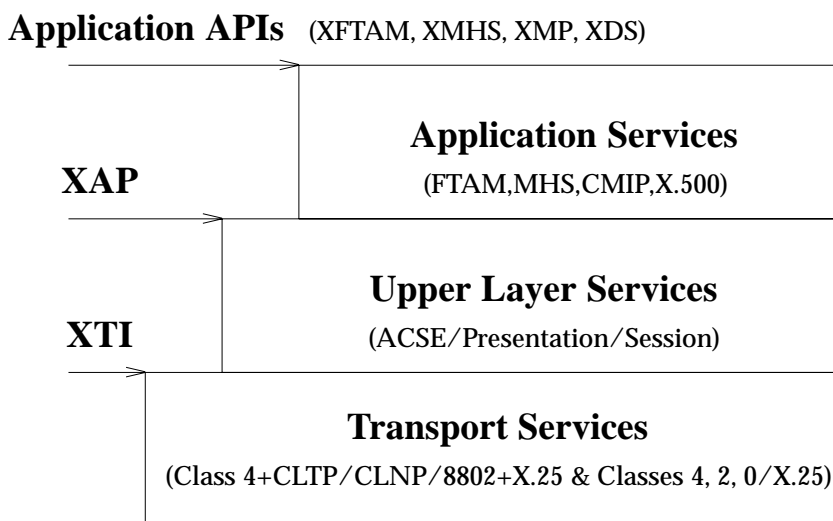 Application APIs (XFTAM, XMHS, XMP, XDS)
Application Services
XAP
(FTAM,MHS,CMIP,X.500)
Upper Layer Services
XTI
(ACSE/Presentation/Session)
Transport Services
(Class 4+CLTP/CLNP/8802+X.25 & Classes 4, 2, 0/X.25)